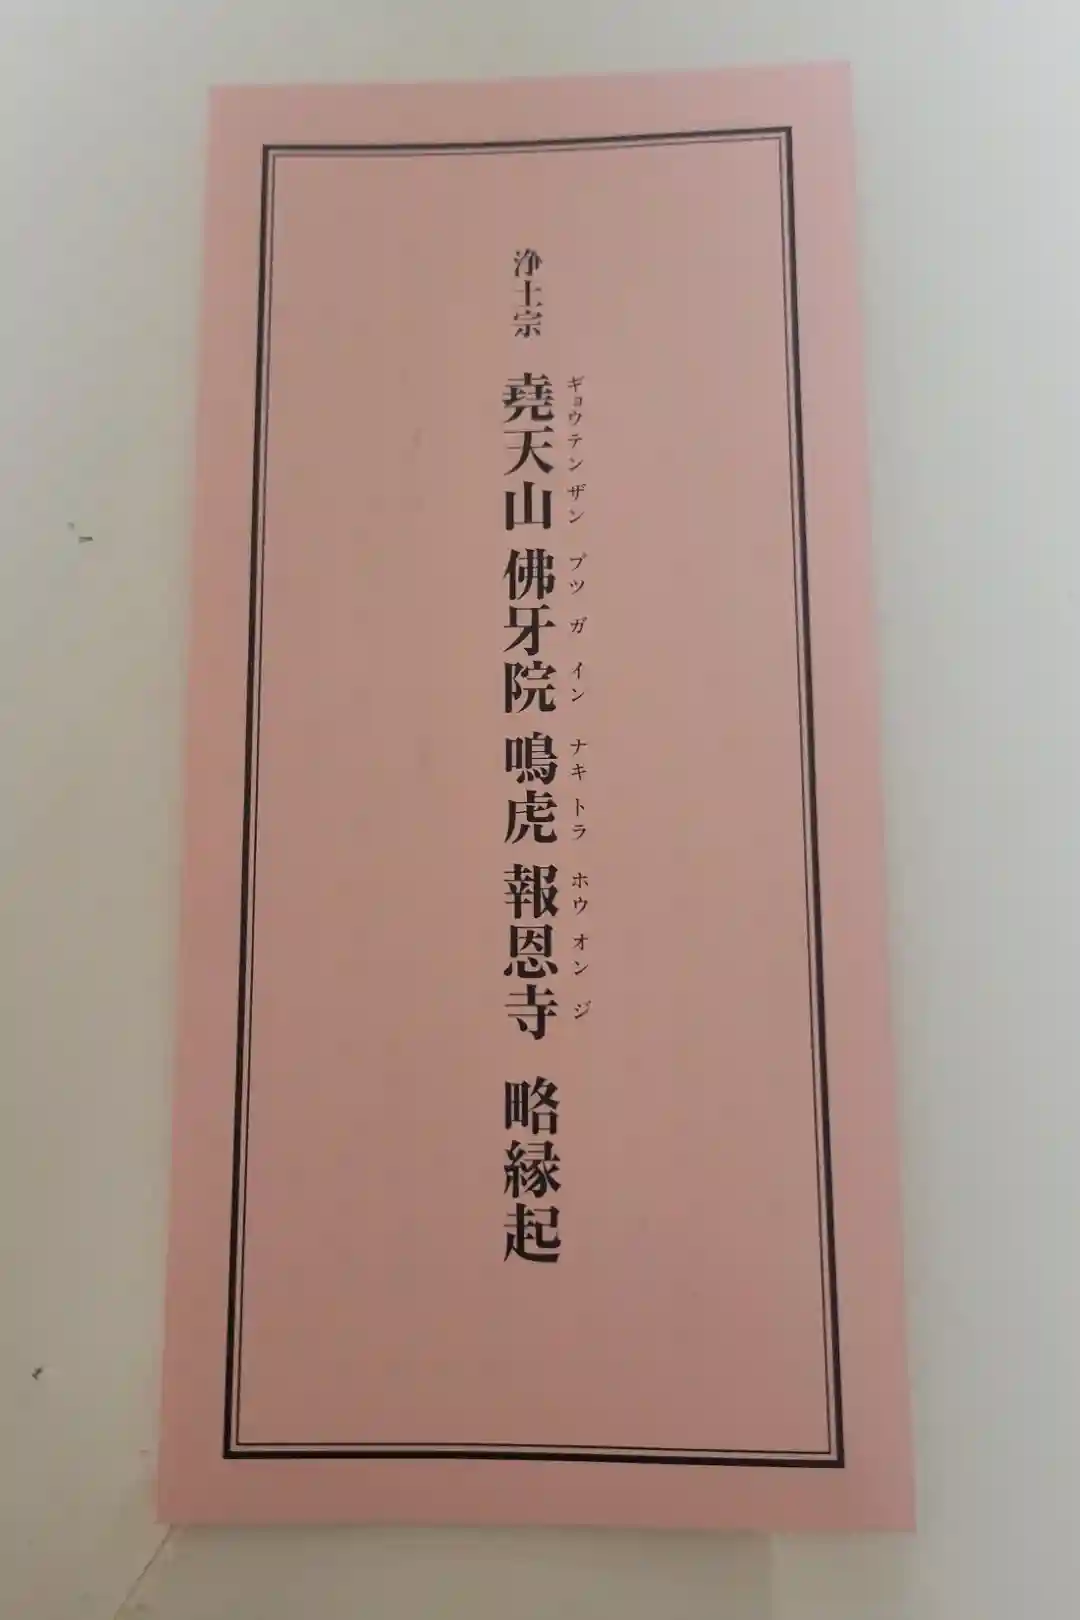 浄土宗 堯天山 佛牙院 鳴虎 報恩寺 略縁起
ギョウテンザン ブツガイン ナキトラ ホウオンジ